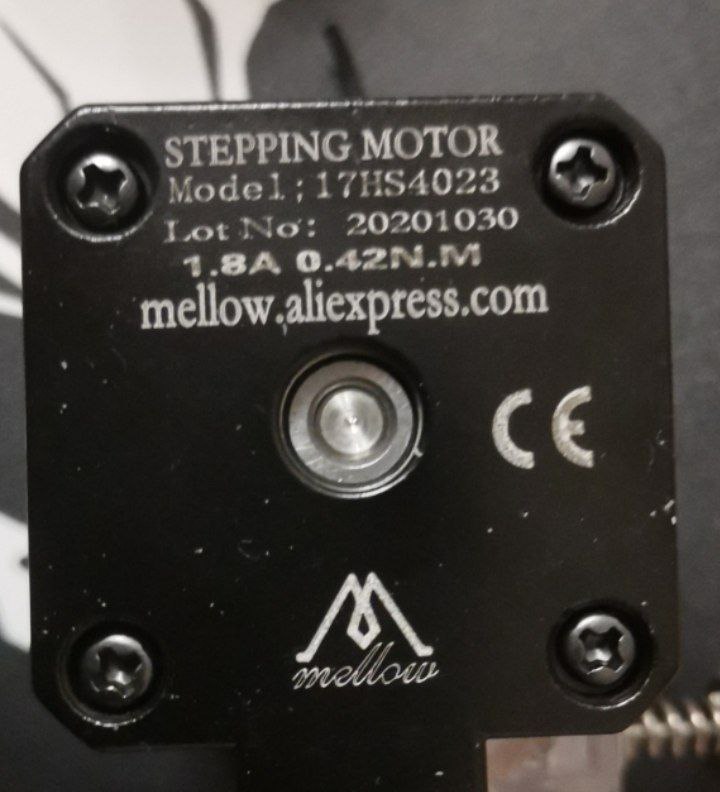 STEPPING MOTOR
Model;17HS4023
Lot No: 20201030
1.8A 0.42N.M
mellow.aliexpress.com
CE
mellow